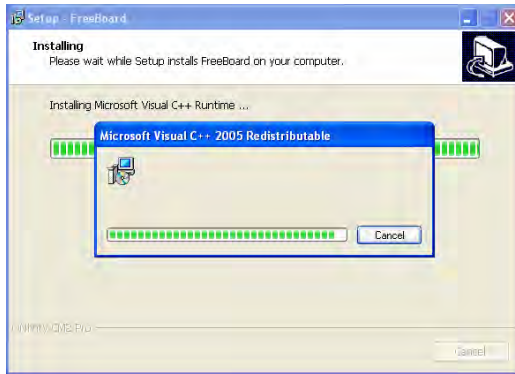 Setup - FreeBoard
Installing
Please wait while Setup installs FreeBoard on your computer.
Installing Microsoft Visual C++ Runtime ...
Microsoft Visual C++ 2005 Redistributable
Cancel
Cancel